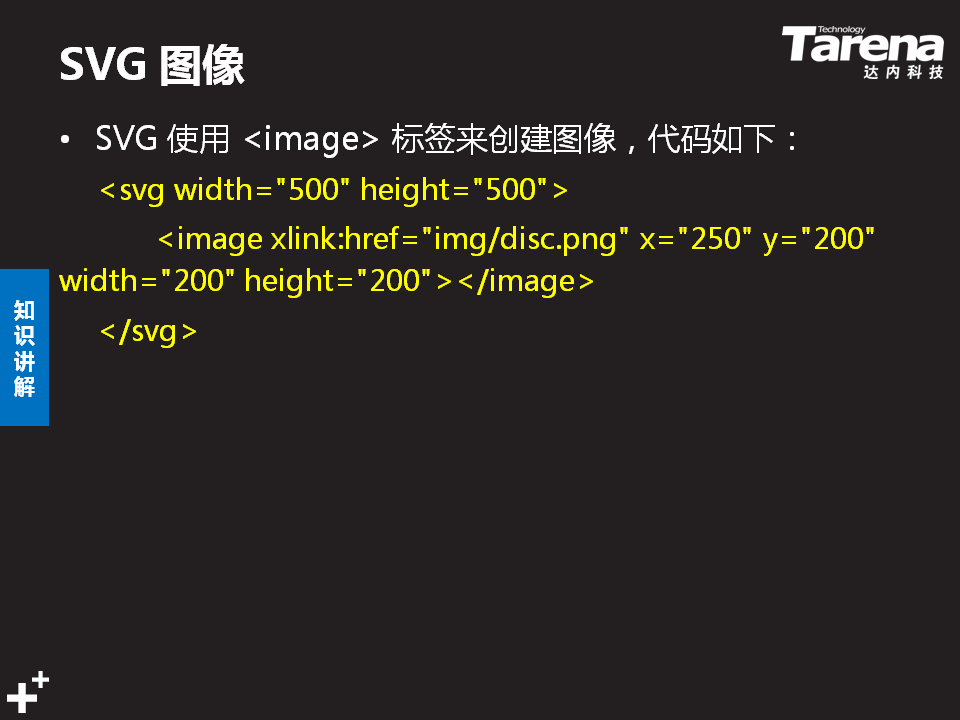 SVG 图像
Technology
Tarena
达内科技
• SVG 使用 <image> 标签来创建图像，代码如下：
<svg width="500" height="500">
<image xlink:href="img/disc.png" x="250" y="200"
width="200" height="200"></image>
</svg>
知识讲解